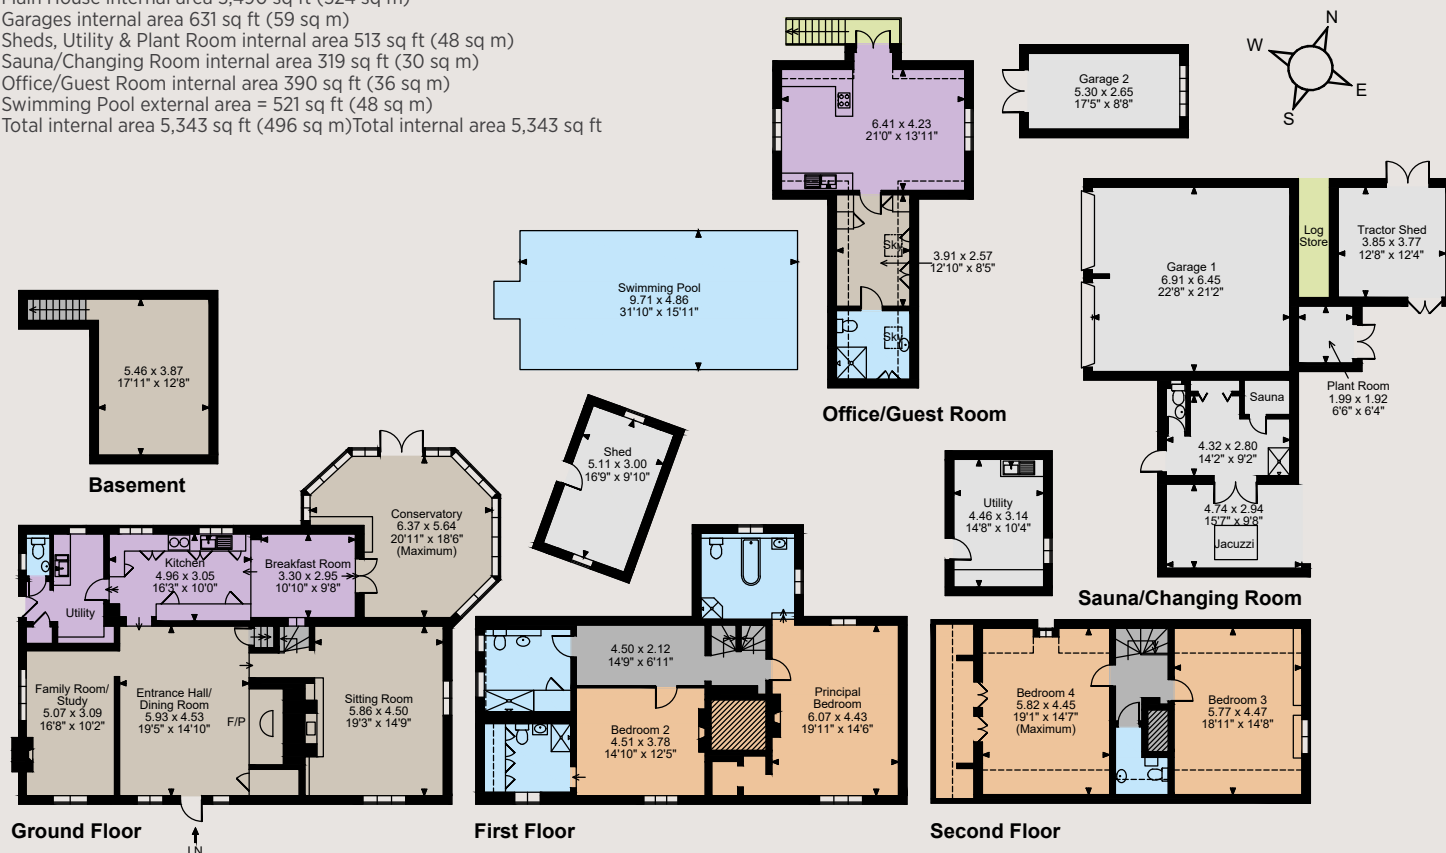 Main House internal area 3,490 sq ft (324 sq m)
Garages internal area 631 sq ft (59 sq m)
Sheds, Utility & Plant Room internal area 513 sq ft (48 sq m)
Sauna/Changing Room internal area 319 sq ft (30 sq m)
Office/Guest Room internal area 390 sq ft (36 sq m)
Swimming Pool external area = 521 sq ft (48 sq m)
Total internal area 5,343 sq ft (496 sq m)Total internal area 5,343 sq ft
N
W
E
S
Garage 2
5.30 x 2.65
17'5" x 8'8"
6.41 x 4.23
21'0" x 13'11"
Sky
3.91 x 2.57
12'10" x 8'5"
Sky
Office/Guest Room
Swimming Pool
9.71 x 4.86
31'10" x 15'11"
Garage 1
6.91 x 6.45
22'8" x 21'2"
Log
Store
Tractor Shed
3.85 x 3.77
12'8" x 12'4"
Plant Room
1.99 x 1.92
6'6" x 6'4"
Sauna
4.32 x 2.80
14'2" x 9'2"
4.74 x 2.94
15'7" x 9'8"
Jacuzzi
Sauna/Changing Room
5.46 x 3.87
17'11" x 12'8"
Basement
Shed
5.11 x 3.00
16'9" x 9'10"
Utility
4.46 x 3.14
14'8" x 10'4"
Conservatory
6.37 x 5.64
20'11" x 18'6"
(Maximum)
Kitchen
4.96 x 3.05
16'3" x 10'0"
Breakfast Room
3.30 x 2.95
10'10" x 9'8"
Utility
Family Room/
Study
5.07 x 3.09
16'8" x 10'2"
Entrance Hall/
Dining Room
5.93 x 4.53
19'5" x 14'10"
F/P
Sitting Room
5.86 x 4.50
19'3" x 14'9"
Ground Floor
IN
4.50 x 2.12
14'9" x 6'11"
Bedroom 2
4.51 x 3.78
14'10" x 12'5"
Principal
Bedroom
6.07 x 4.43
19'11" x 14'6"
First Floor
Bedroom 4
5.82 x 4.45
19'1" x 14'7"
(Maximum)
Bedroom 3
5.77 x 4.47
18'11" x 14'8"
Second Floor